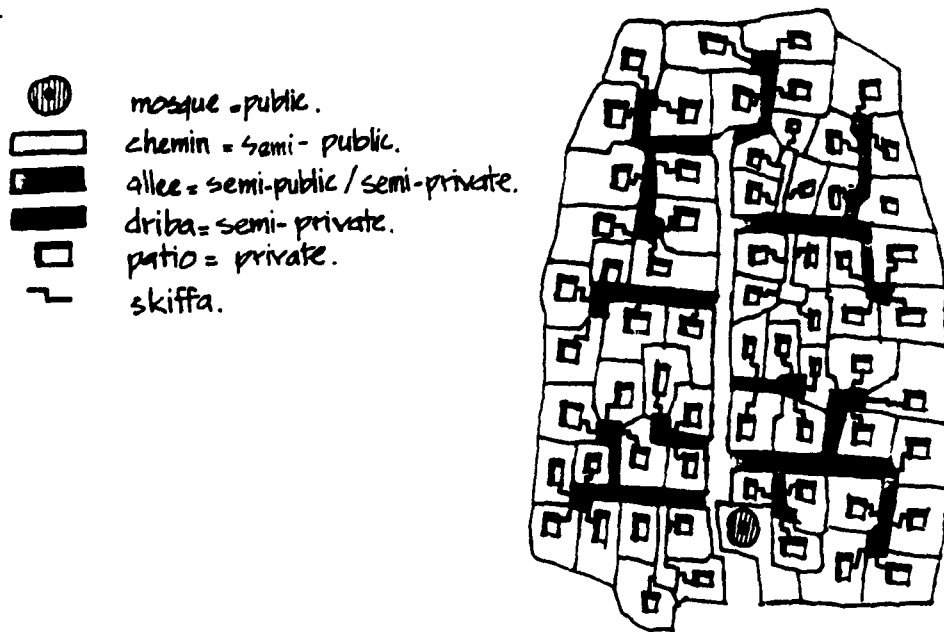 mosque = public.
chemin = semi-public.
allee = semi-public/semi-private.
driba = semi-private.
patio = private.
skiffa.